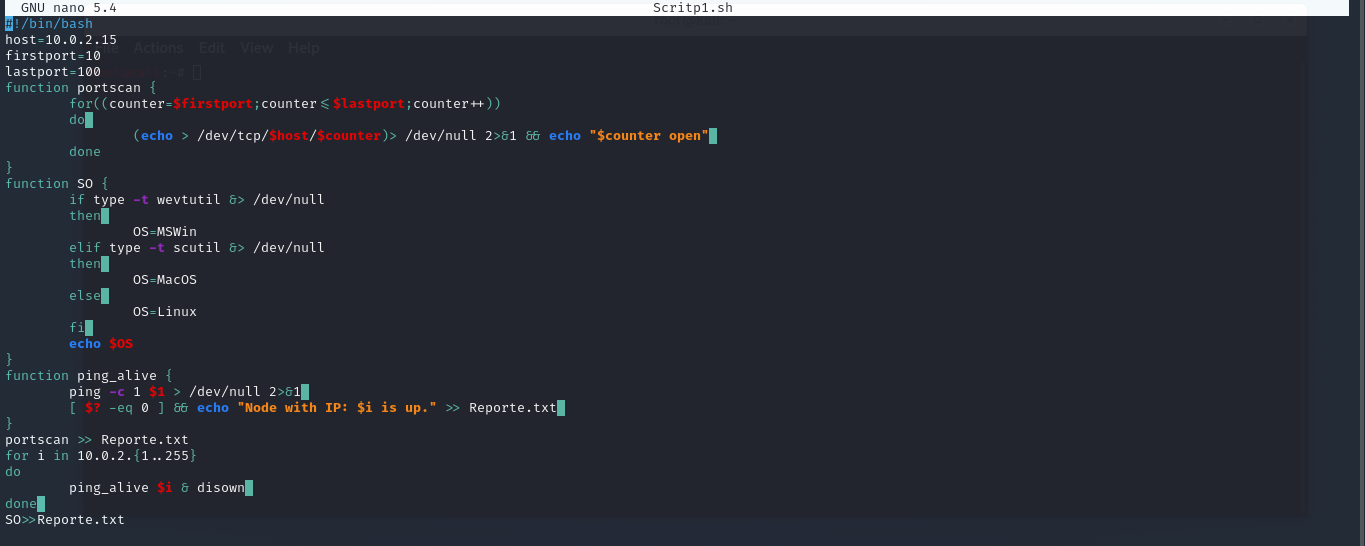 GNU nano 5.4 Scritp1.sh
#!/bin/bash
host=10.0.2.15
firstport=10
Actions Edit View Help
lastport=100
function portscan {
for((counter=$firstport;counter<=$lastport;counter++))
do
(echo > /dev/tcp/$host/$counter)> /dev/null 2>&1 && echo "$counter open"
done
}
function SO {
if type -t wevtutil &> /dev/null
then
OS=MSWin
elif type -t scutil &> /dev/null
then
OS=MacOS
else
OS=Linux
fi
echo $OS
}
function ping_alive {
ping -c 1 $1 > /dev/null 2>&1
[ $? -eq 0 ] && echo "Node with IP: $i is up." >> Reporte.txt
}
portscan >> Reporte.txt
for i in 10.0.2.{1..255}
do
ping_alive $i & disown
done
SO>>Reporte.txt